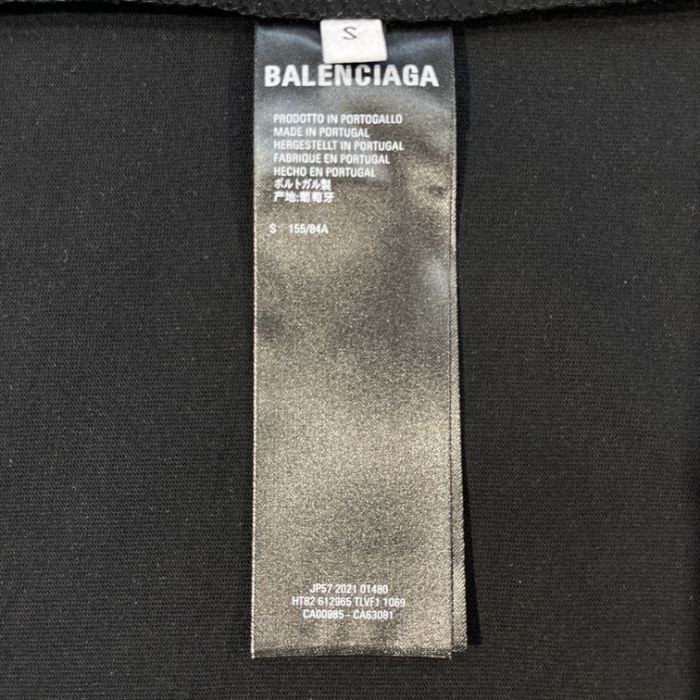 S
BALENCIAGA
PRODOTTO IN PORTOGALLO
MADE IN PORTUGAL
HERGESTELLT IN PORTUGAL
FABRIQUE EN PORTUGAL
HECHO EN PORTUGAL
ポルトガル製
产地:葡萄牙
S 155/84A
JP57 2021 01480
HT82 612965 TLVF1 1069
CA00985 - CA63081